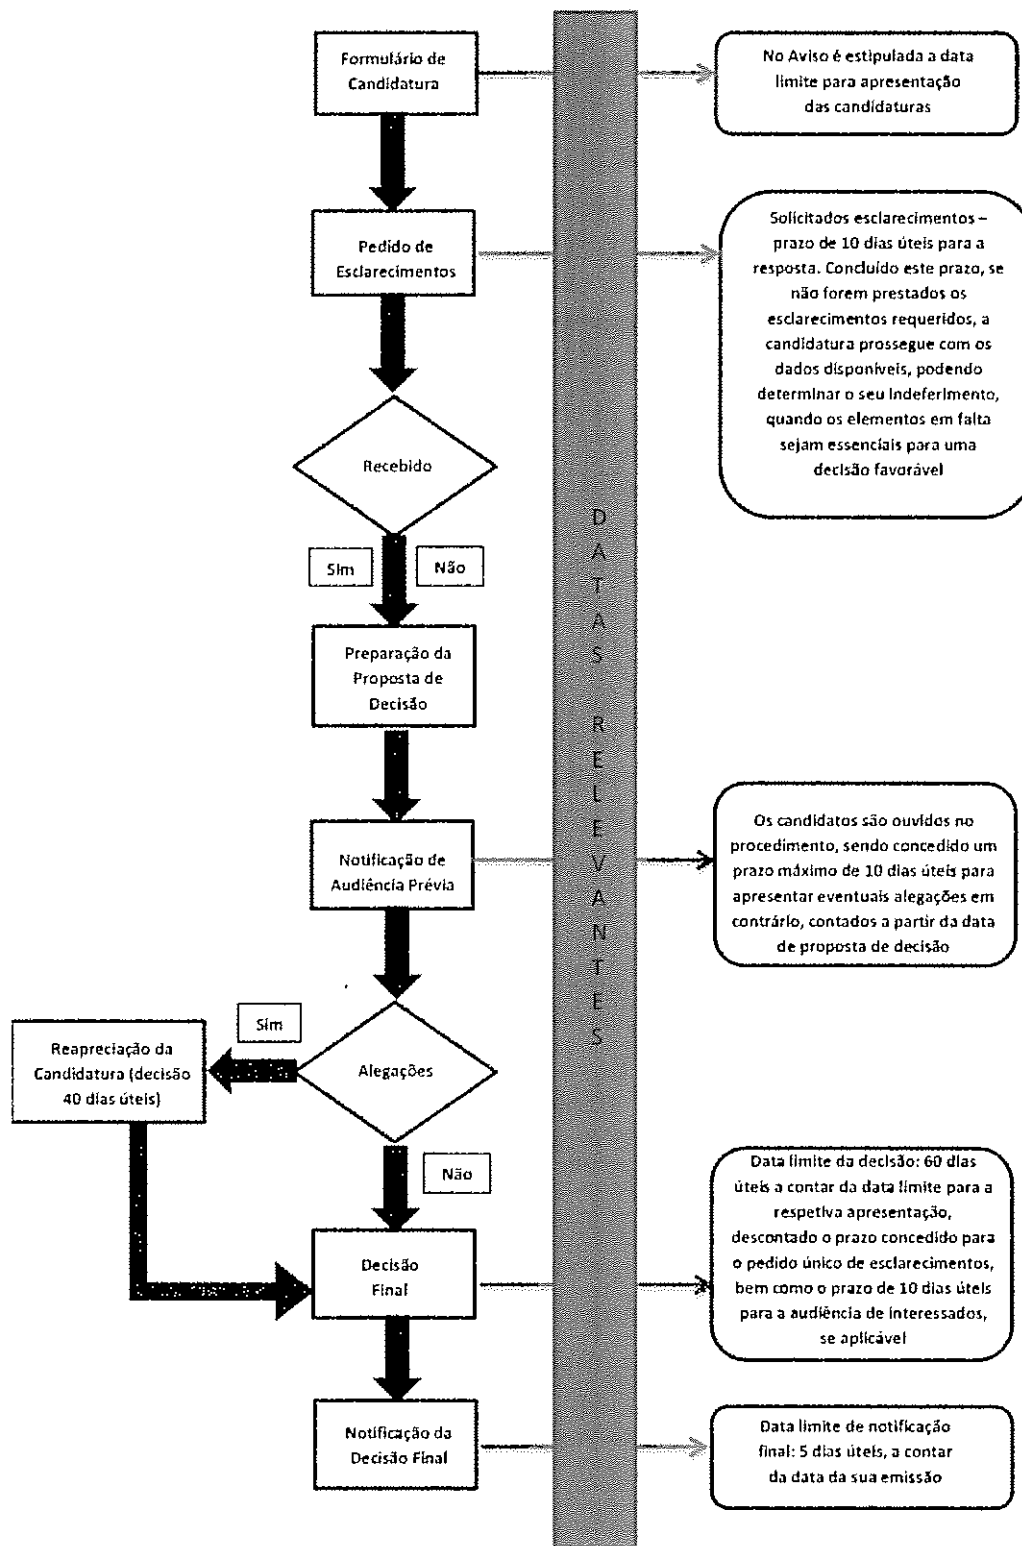 Formulário de
Candidatura
No Aviso é estipulada a data
limite para apresentação
das candidaturas
Pedido de
Esclarecimentos
Solicitados esclarecimentos –
prazo de 10 dias úteis para a
resposta. Concluído este prazo, se
não forem prestados os
esclarecimentos requeridos, a
candidatura prossegue com os
dados disponíveis, podendo
determinar o seu indeferimento,
quando os elementos em falta
sejam essenciais para uma
decisão favorável
Recebido
Sim
Não
DATAS RELEVANTES
Preparação da
Proposta de
Decisão
Notificação de
Audiência Prévia
Os candidatos são ouvidos no
procedimento, sendo concedido um
prazo máximo de 10 dias úteis para
apresentar eventuais alegações em
contrário, contados a partir da data
de proposta de decisão
Sim
Reapreciação da
Candidatura (decisão
40 dias úteis)
Alegações
Não
Decisão
Final
Data limite da decisão: 60 dias
úteis a contar da data limite para a
respetiva apresentação,
descontado o prazo concedido para
o pedido único de esclarecimentos,
bem como o prazo de 10 dias úteis
para a audiência de interessados,
se aplicável
Notificação da
Decisão Final
Data limite de notificação
final: 5 dias úteis, a contar
da data da sua emissão